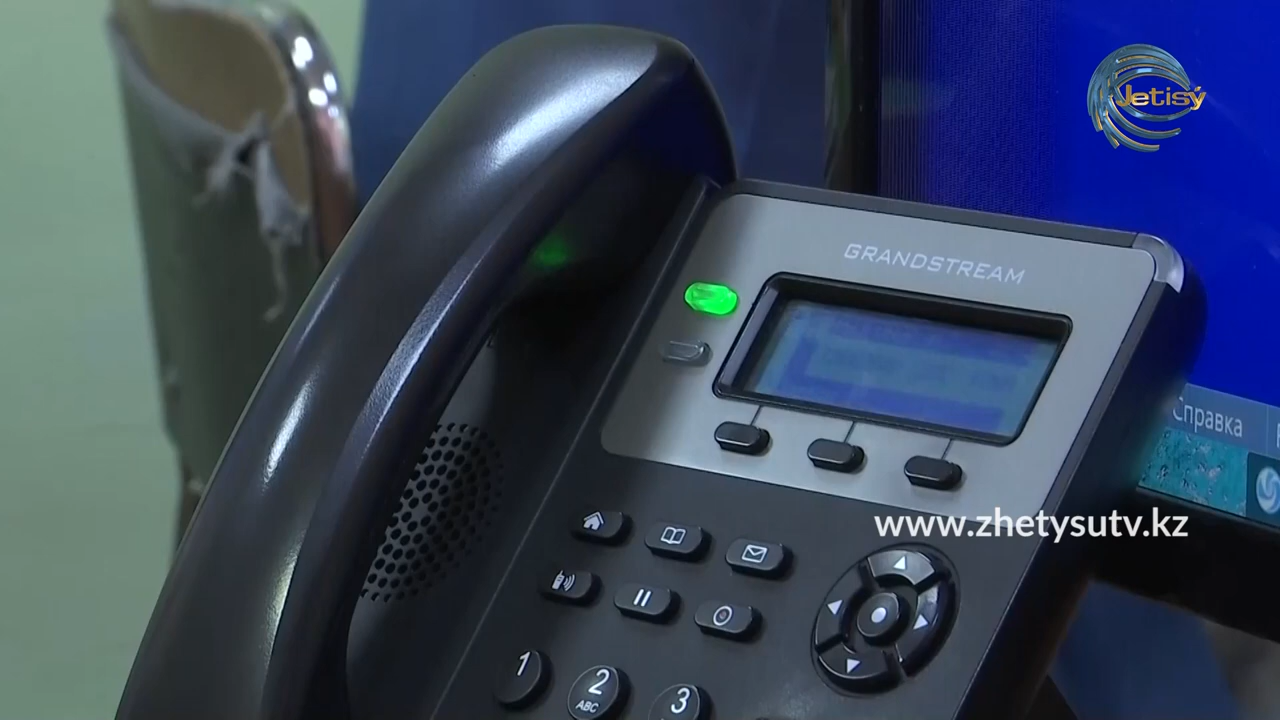 Jetisý
GRANDSTREAM
Справка
www.zhetysutv.kz
1
2
ABC
3